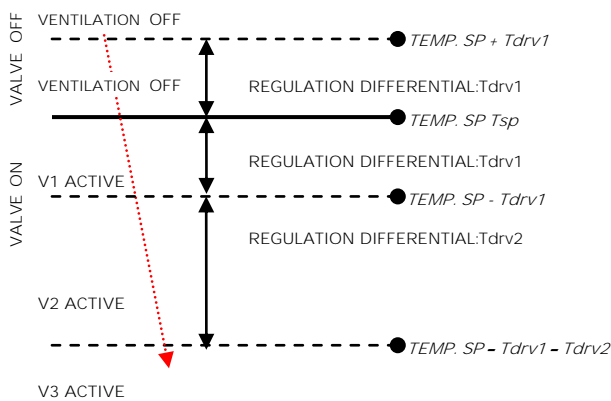 VALVE OFF
VENTILATION OFF
TEMP. SP + Tdrv1
VENTILATION OFF
REGULATION DIFFERENTIAL:Tdrv1
TEMP. SP Tsp
VALVE ON
REGULATION DIFFERENTIAL:Tdrv1
V1 ACTIVE
TEMP. SP - Tdrv1
REGULATION DIFFERENTIAL:Tdrv2
V2 ACTIVE
TEMP. SP – Tdrv1 – Tdrv2
V3 ACTIVE